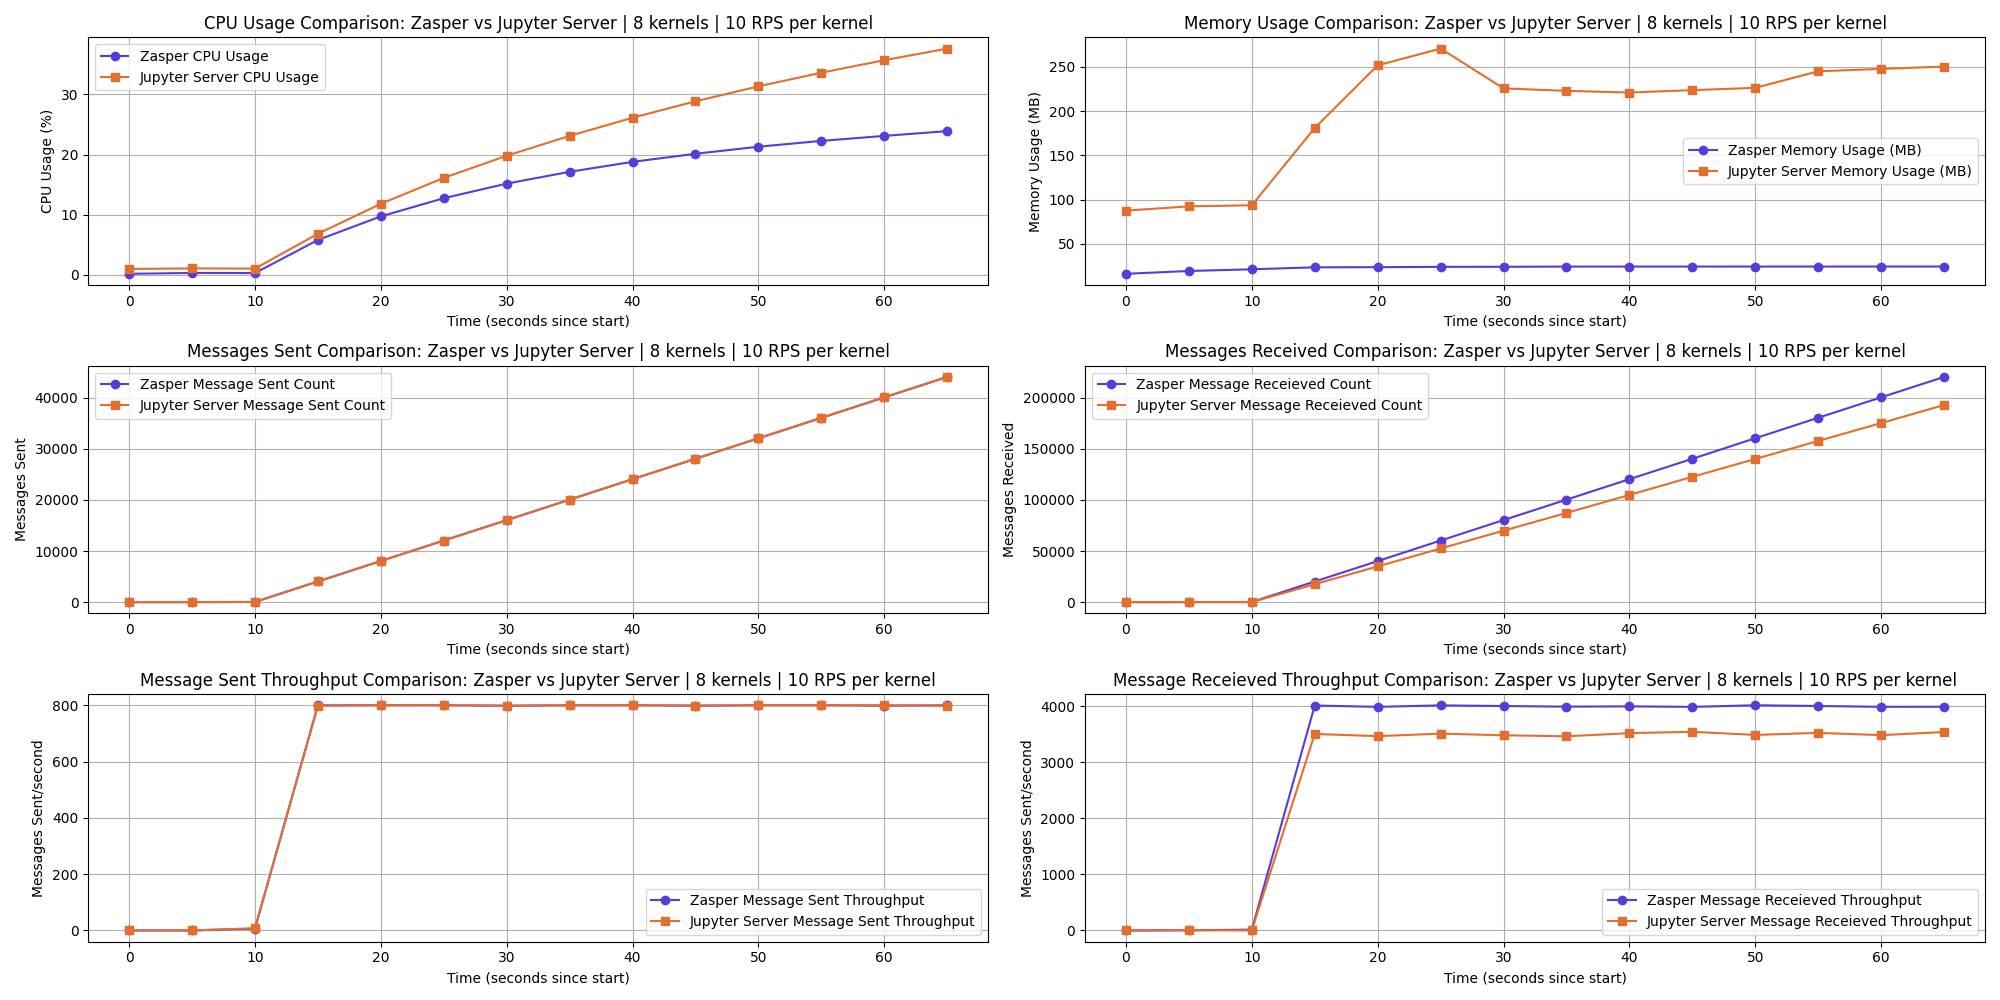 CPU Usage Comparison: Zasper vs Jupyter Server | 8 kernels | 10 RPS per kernel
Zasper CPU Usage
Jupyter Server CPU Usage
CPU Usage (%)
30
20
10
0
0 10 20 30 40 50 60
Time (seconds since start)
Memory Usage Comparison: Zasper vs Jupyter Server | 8 kernels | 10 RPS per kernel
Zasper Memory Usage (MB)
Jupyter Server Memory Usage (MB)
Memory Usage (MB)
250
200
150
100
50
0 10 20 30 40 50 60
Time (seconds since start)
Messages Sent Comparison: Zasper vs Jupyter Server | 8 kernels | 10 RPS per kernel
Zasper Message Sent Count
Jupyter Server Message Sent Count
Messages Sent
40000
30000
20000
10000
0
0 10 20 30 40 50 60
Time (seconds since start)
Messages Received Comparison: Zasper vs Jupyter Server | 8 kernels | 10 RPS per kernel
Zasper Message Receieved Count
Jupyter Server Message Receieved Count
Messages Received
200000
150000
100000
50000
0
0 10 20 30 40 50 60
Time (seconds since start)
Message Sent Throughput Comparison: Zasper vs Jupyter Server | 8 kernels | 10 RPS per kernel
Messages Sent/second
800
600
400
200
0
Zasper Message Sent Throughput
Jupyter Server Message Sent Throughput
0 10 20 30 40 50 60
Time (seconds since start)
Message Receieved Throughput Comparison: Zasper vs Jupyter Server | 8 kernels | 10 RPS per kernel
Messages Sent/second
4000
3000
2000
1000
0
Zasper Message Receieved Throughput
Jupyter Server Message Receieved Throughput
0 10 20 30 40 50 60
Time (seconds since start)